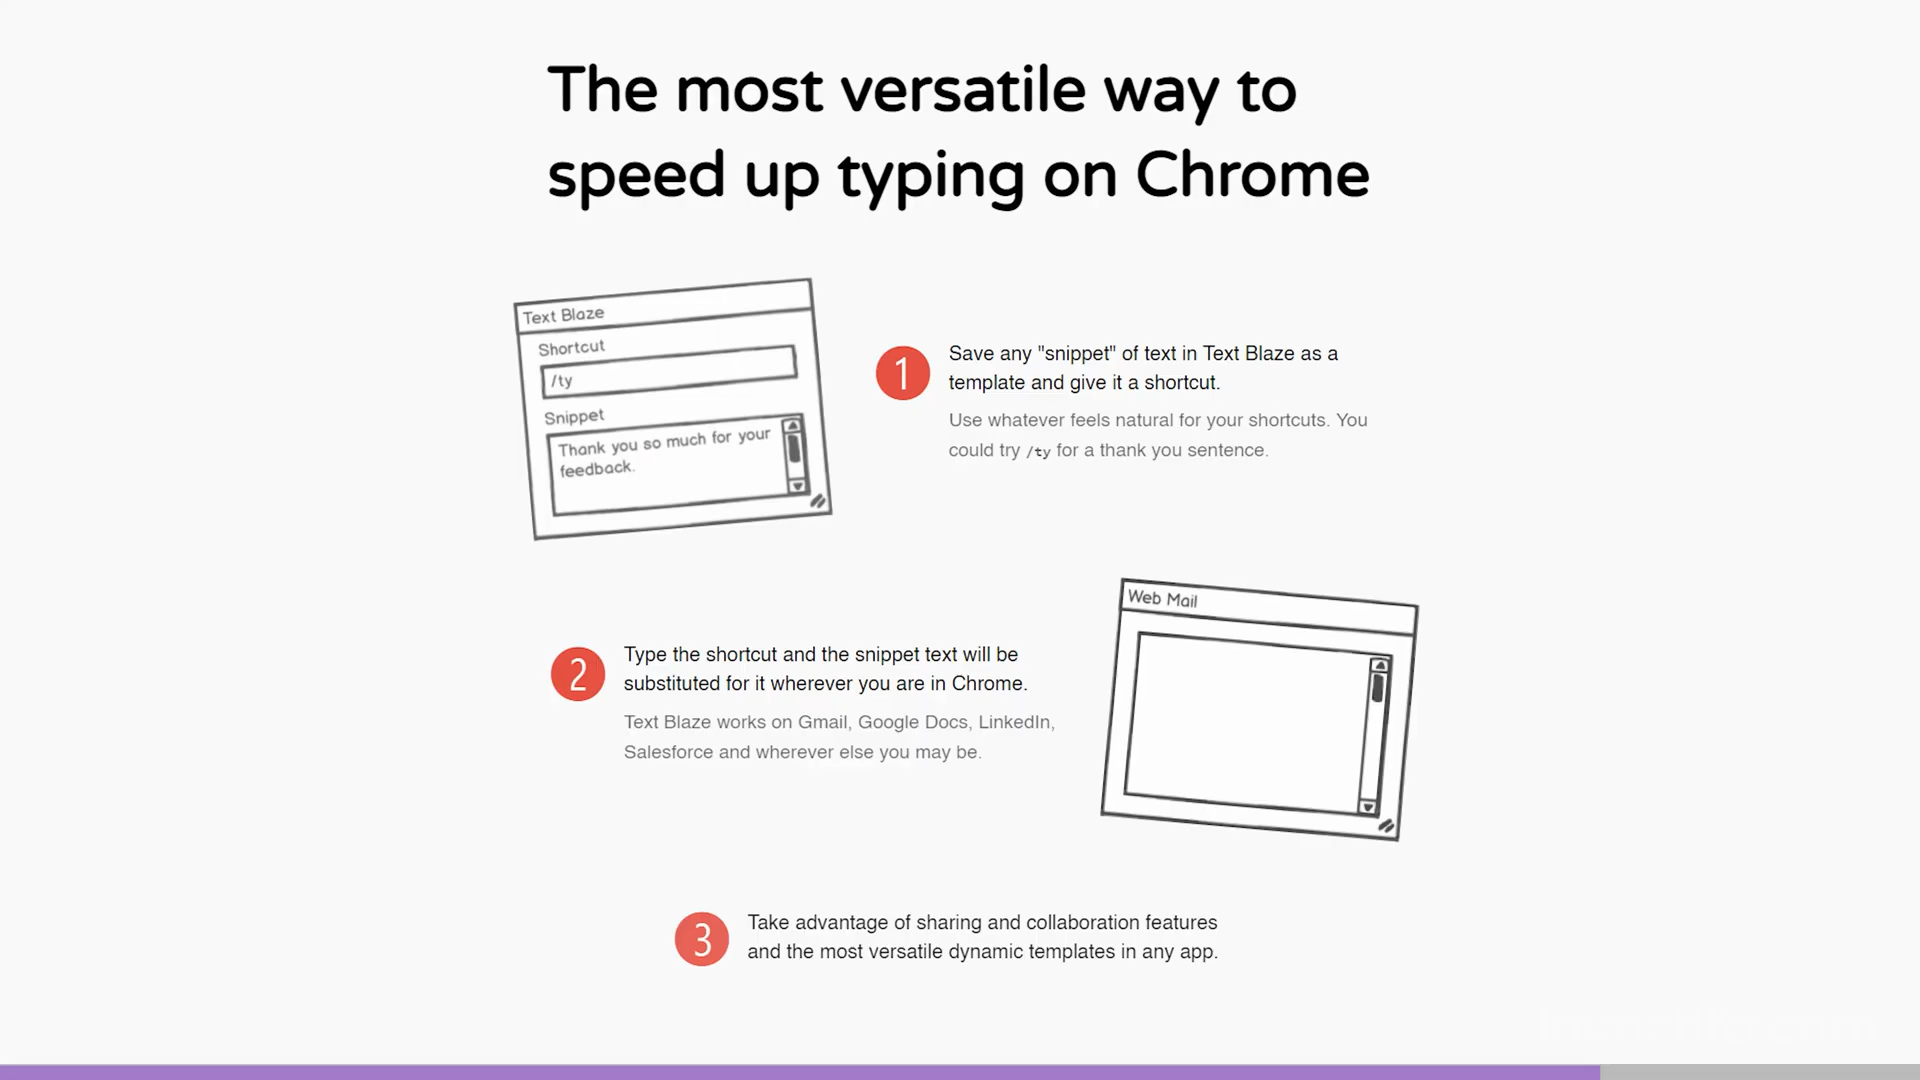 The most versatile way to
speed up typing on Chrome
Text Blaze
Shortcut
/ty
Snippet
Thank you so much for your
feedback.
1
Save any "snippet" of text in Text Blaze as a
template and give it a shortcut.
Use whatever feels natural for your shortcuts. You
could try /ty for a thank you sentence.
2
Type the shortcut and the snippet text will be
substituted for it wherever you are in Chrome.
Text Blaze works on Gmail, Google Docs, LinkedIn,
Salesforce and wherever else you may be.
Web Mail
3
Take advantage of sharing and collaboration features
and the most versatile dynamic templates in any app.